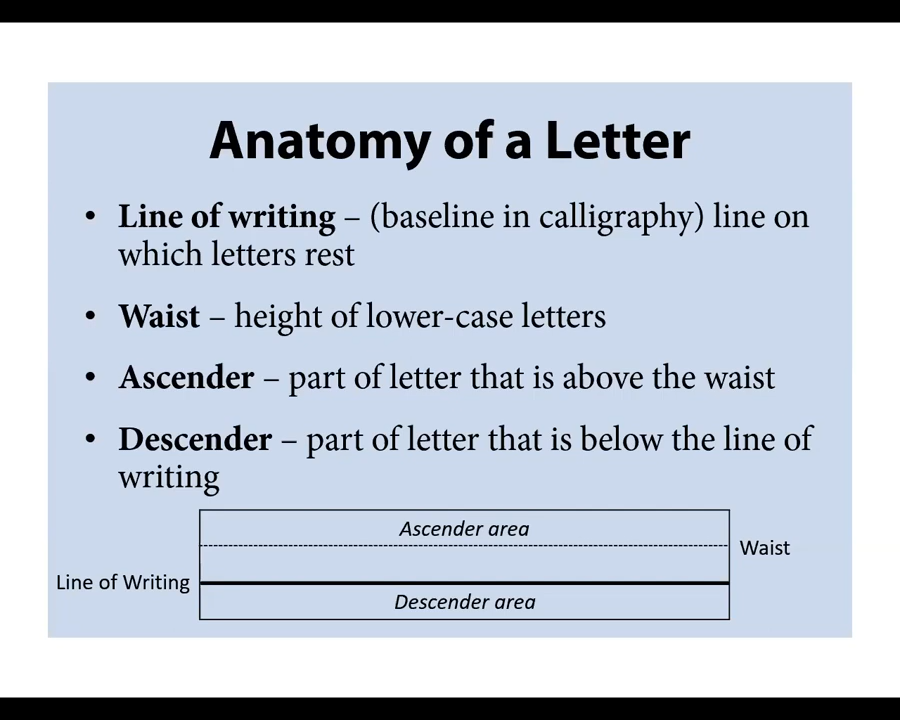 Anatomy of a Letter
• Line of writing – (baseline in calligraphy) line on
which letters rest
• Waist – height of lower-case letters
• Ascender – part of letter that is above the waist
• Descender – part of letter that is below the line of
writing
Ascender area
Waist
Line of Writing
Descender area